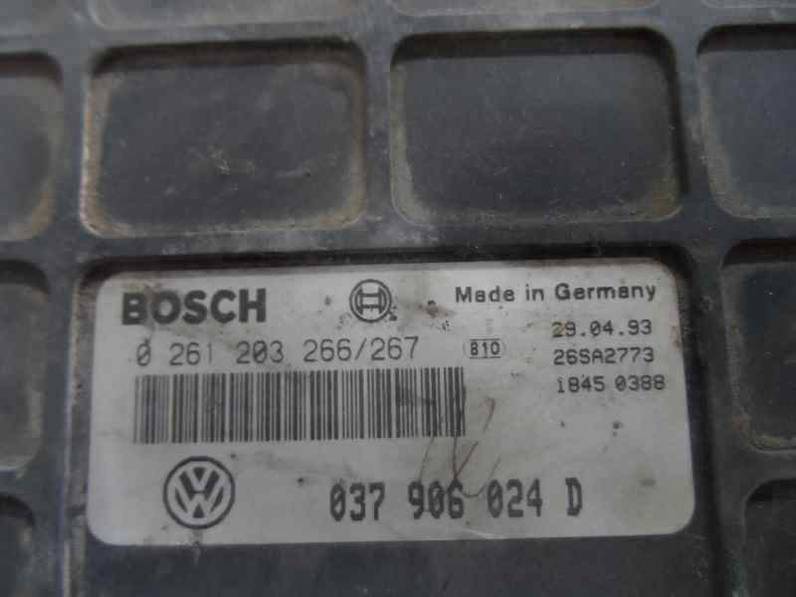 BOSCH Made in Germany
29.04.93
0 261 203 266/267 810 26SA2773
1845 0388
VW 037 906 024 D